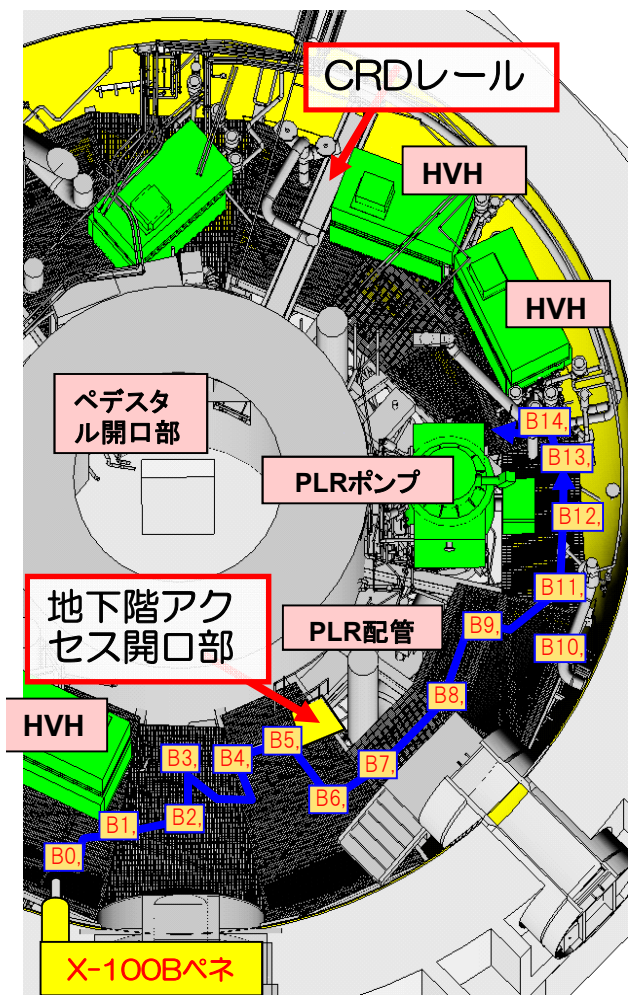 CRDレール
HVH
HVH
ペデスタ
ル開口部
B14,
PLRポンプ
B13,
B12,
地下階アク
セス開口部
B11,
PLR配管
B9,
B10,
B8,
HVH
B5,
B3,
B4,
B7,
B6,
B1,
B2,
B0,
X-100Bペネ